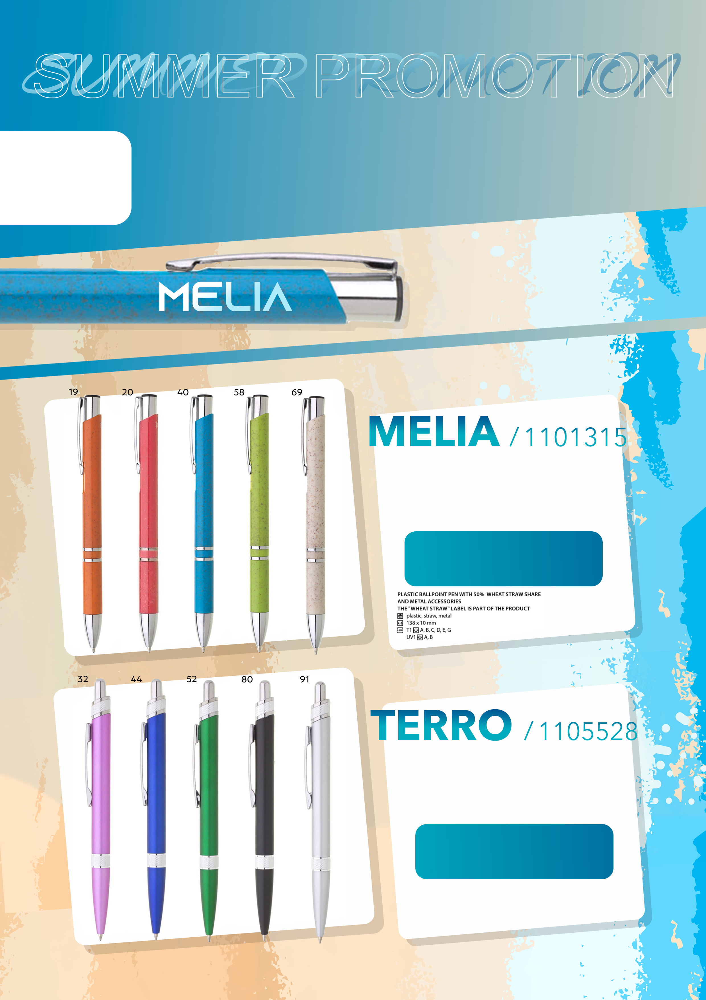 SUMMER PROMOTION
MELIA
19 20 40 58 69
MELIA / 1101315
PLASTIC BALLPOINT PEN WITH 50% WHEAT STRAW SHARE
AND METAL ACCESSORIES
THE "WHEAT STRAW" LABEL IS PART OF THE PRODUCT
plastic, straw, metal
138 x 10 mm
LOGO T1 A, B, C, D, E, G
UV1 A, B
32 44 52 80 91
TERRO / 1105528